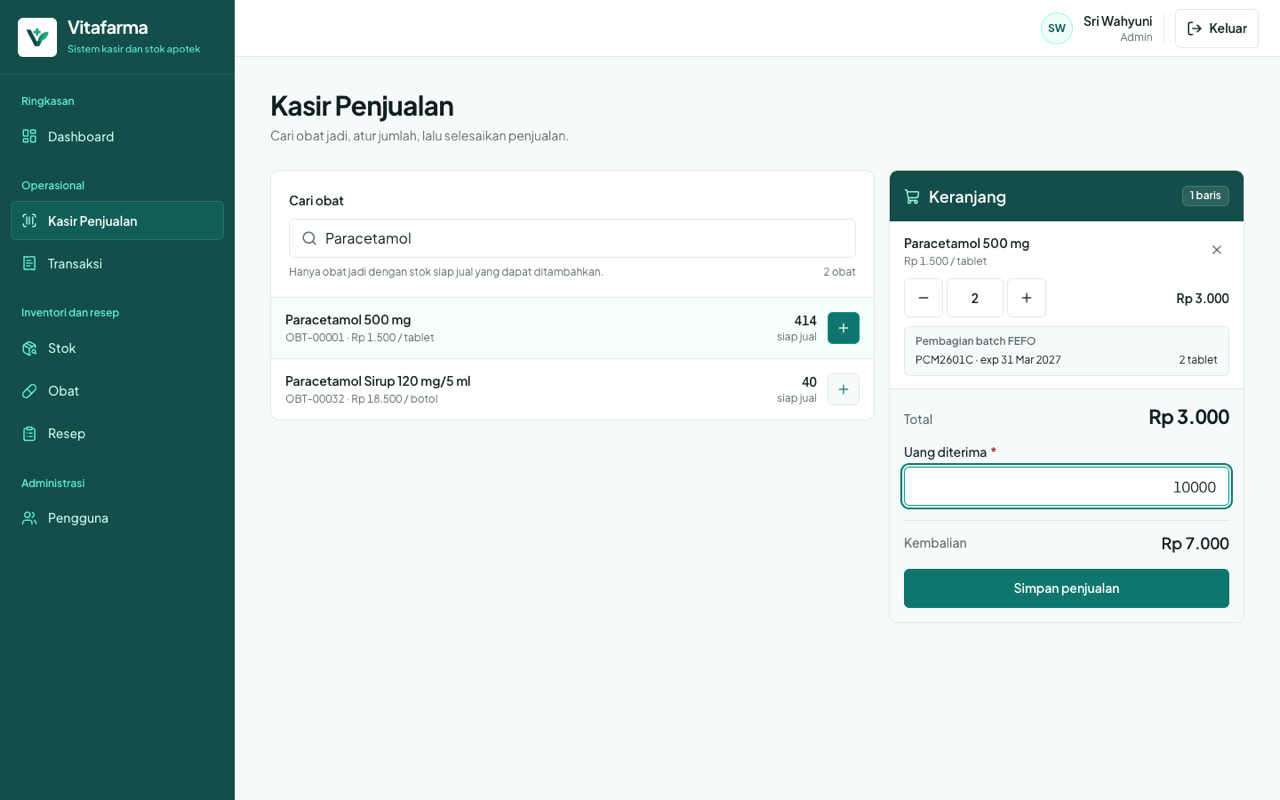 Vitafarma
Sistem kasir dan stok apotek
Ringkasan
Dashboard
Operasional
Kasir Penjualan
Transaksi
Inventori dan resep
Stok
Obat
Resep
Administrasi
Pengguna
SW
Sri Wahyuni
Admin
Keluar
Kasir Penjualan
Cari obat jadi, atur jumlah, lalu selesaikan penjualan.
Cari obat
Paracetamol
Hanya obat jadi dengan stok siap jual yang dapat ditambahkan.
2 obat
Paracetamol 500 mg
OBT-00001 · Rp 1.500 / tablet
414
siap jual
+
Paracetamol Sirup 120 mg/5 ml
OBT-00032 · Rp 18.500 / botol
40
siap jual
+
Keranjang
1 baris
Paracetamol 500 mg
Rp 1.500 / tablet
− 2 +
Rp 3.000
Pembagian batch FEFO
PCM2601C · exp 31 Mar 2027
2 tablet
Total
Rp 3.000
Uang diterima *
10000
Kembalian
Rp 7.000
Simpan penjualan